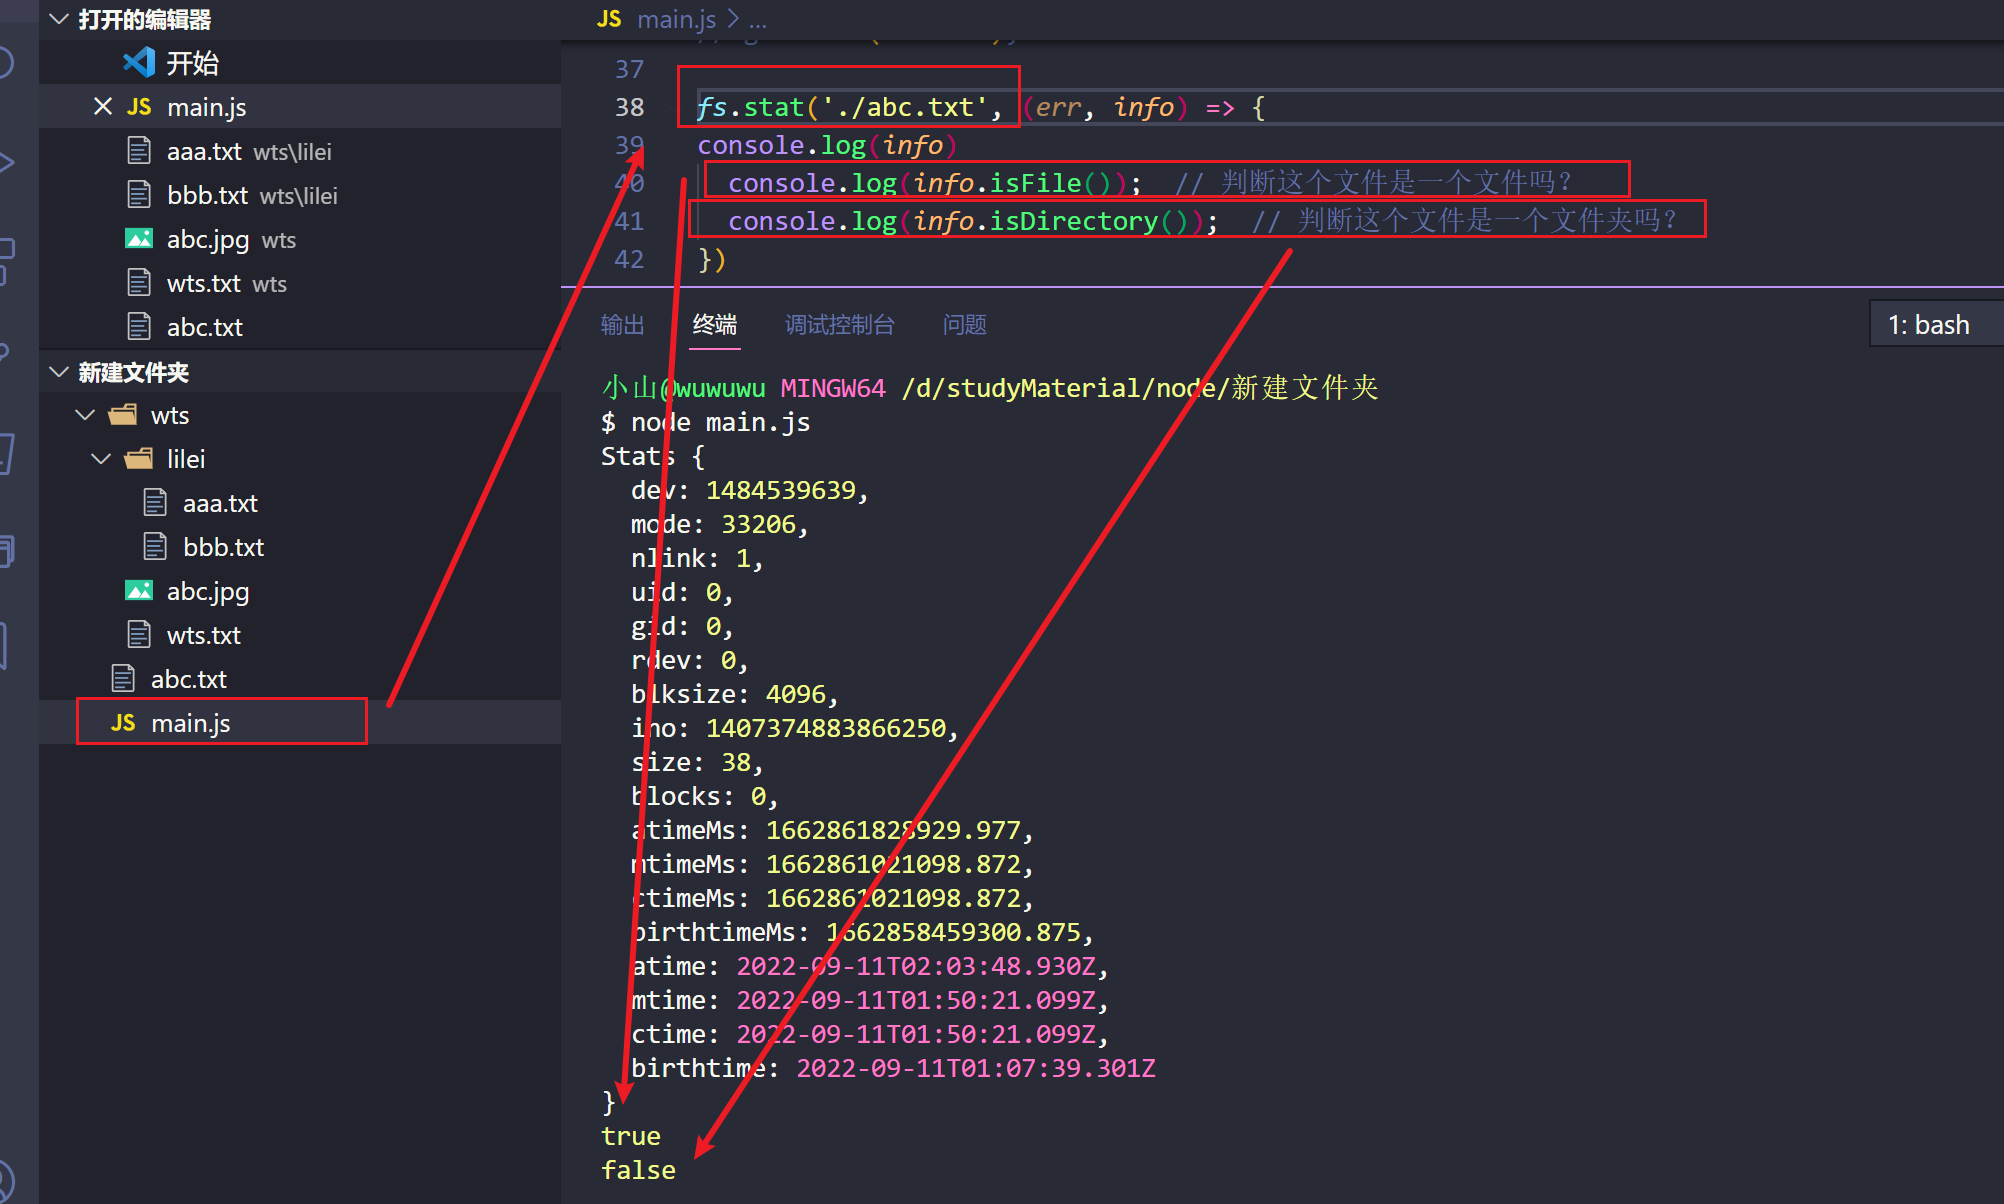 打开的编辑器
开始
JS main.js
aaa.txt wts\lilei
bbb.txt wts\lilei
abc.jpg wts
wts.txt wts
abc.txt
新建文件夹
wts
lilei
aaa.txt
bbb.txt
abc.jpg
wts.txt
abc.txt
JS main.js
JS main.js > ...
37
38 fs.stat('./abc.txt', (err, info) => {
39 console.log(info)
40 console.log(info.isFile()); // 判断这个文件是一个文件吗?
41 console.log(info.isDirectory()); // 判断这个文件是一个文件夹吗?
42 })
输出 终端 调试控制台 问题 1: bash
小山@wuwuwu MINGW64 /d/studyMaterial/node/新建文件夹
$ node main.js
Stats {
dev: 1484539639,
mode: 33206,
nlink: 1,
uid: 0,
gid: 0,
rdev: 0,
blksize: 4096,
ino: 1407374883866250,
size: 38,
blocks: 0,
atimeMs: 1662861828929.977,
mtimeMs: 1662861021098.872,
ctimeMs: 1662861021098.872,
birthtimeMs: 1662858459300.875,
atime: 2022-09-11T02:03:48.930Z,
mtime: 2022-09-11T01:50:21.099Z,
ctime: 2022-09-11T01:50:21.099Z,
birthtime: 2022-09-11T01:07:39.301Z
}
true
false